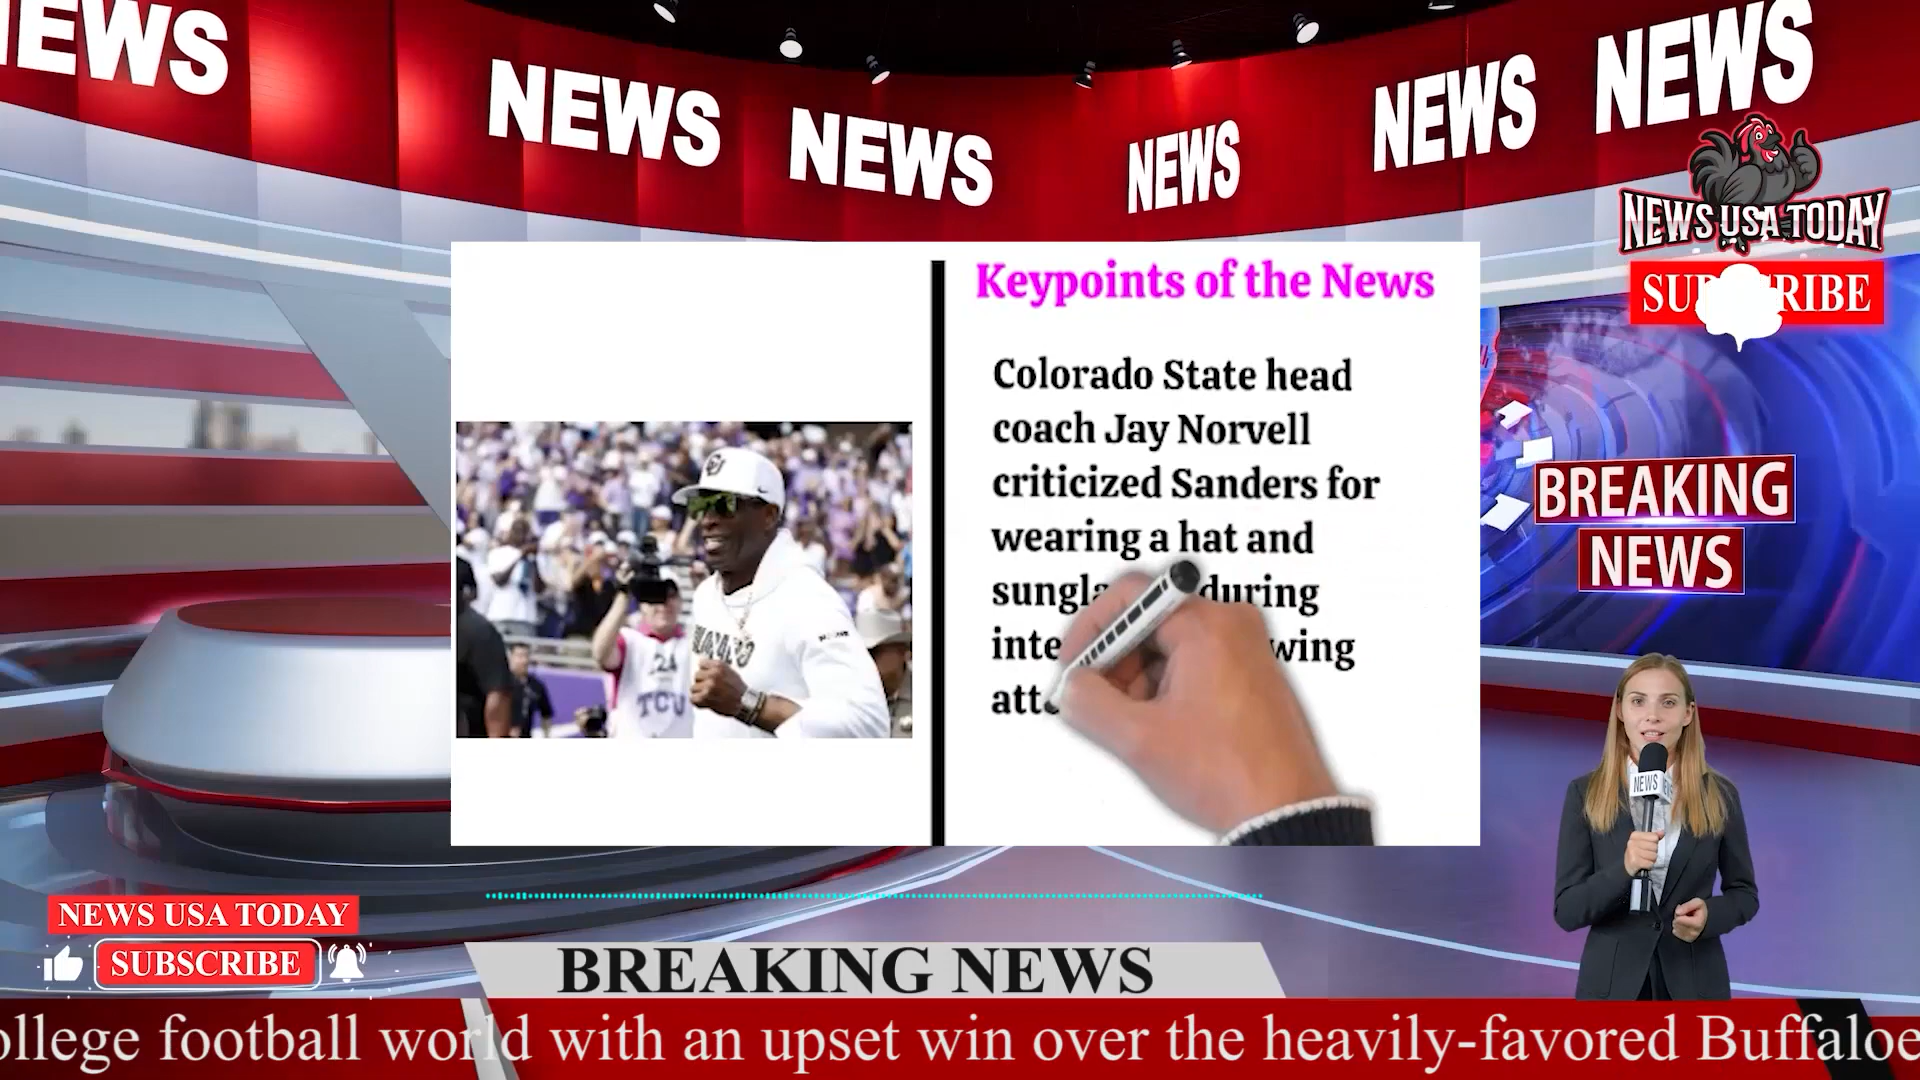 EWS
NEWS
NEWS
NEWS
NEWS
NEWS
NEWS USA TODAY
Keypoints of the News
Colorado State head
coach Jay Norvell
criticized Sanders for
wearing a hat and
during
BREAKING
NEWS
24
TCU
NEWS
NEWS USA TODAY
SUBSCRIBE
BREAKING NEWS
ollege football world with an upset win over the heavily-favored Buffaloe